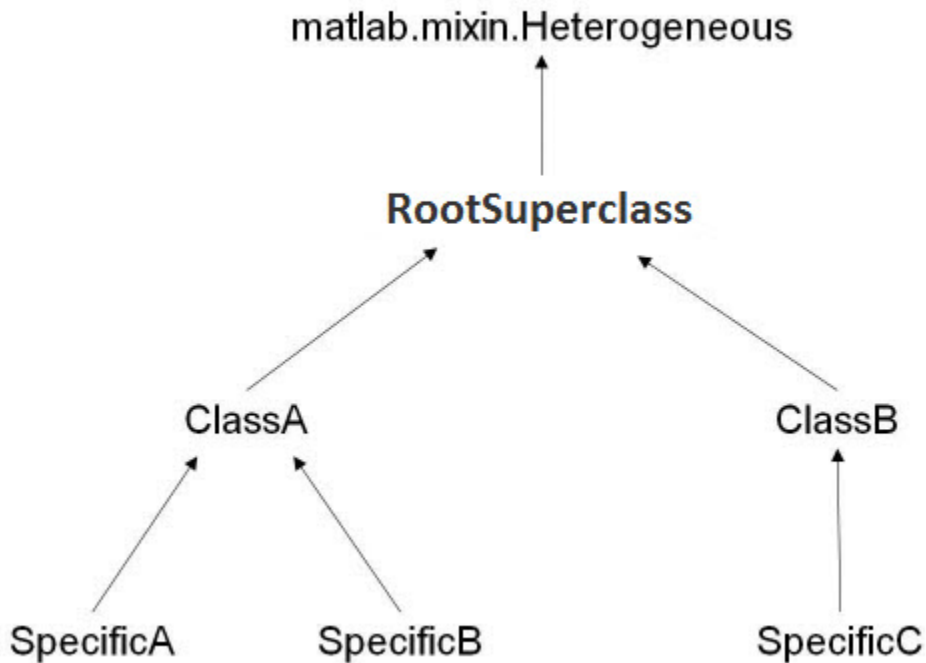 matlab.mixin.Heterogeneous
RootSuperclass
ClassA
ClassB
SpecificA
SpecificB
SpecificC